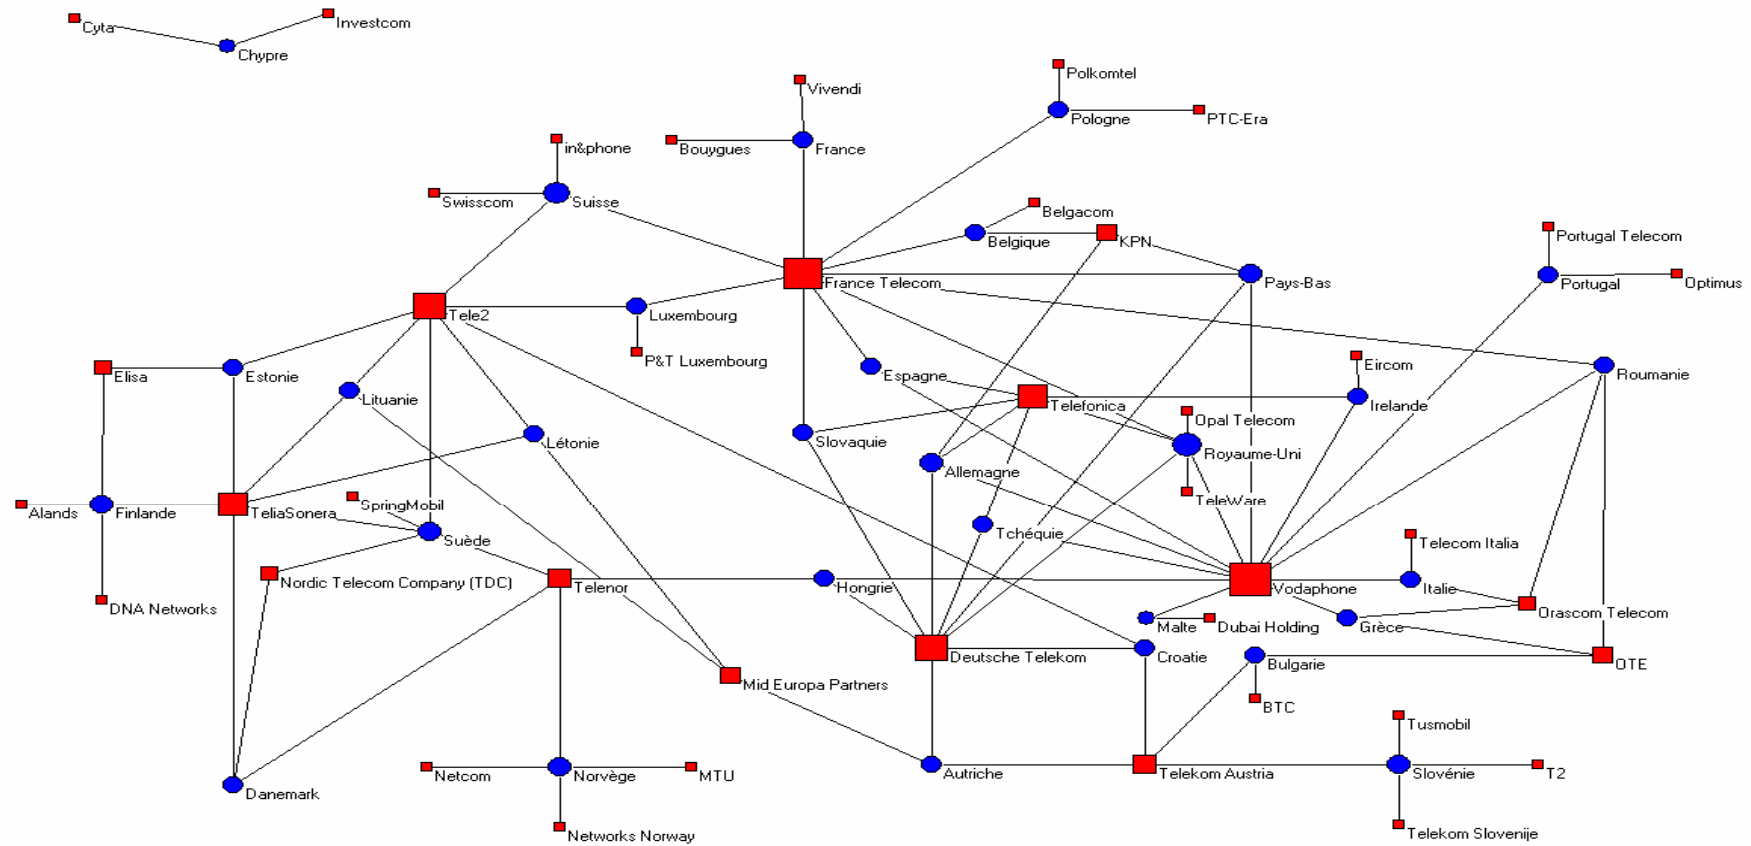 Cyta
Investcom
Chypre
Polkomtel
Vivendi
Pologne
PTC-Era
in&phone
Bouygues
France
Swisscom
Suisse
Belgacom
Belgique
KPN
Portugal Telecom
France Telecom
Pays-Bas
Portugal
Optimus
Tele2
Luxembourg
P&T Luxembourg
Eircom
Elisa
Estonie
Espagne
Roumanie
Lituanie
Telefonica
Irelande
Opal Telecom
Létonie
Slovaquie
Royaume-Uni
Allemagne
TeleWare
SpringMobil
Alands
Finlande
TeliaSonera
Suède
Tchéquie
Telecom Italia
Nordic Telecom Company (TDC)
Telenor
Hongrie
Vodaphone
Italie
DNA Networks
Orascom Telecom
Malte
Dubai Holding
Grèce
Deutsche Telekom
Croatie
Bulgarie
OTE
Mid Europa Partners
BTC
Tusmobil
Netcom
Norvège
MTU
Autriche
Telekom Austria
Slovénie
T2
Danemark
Networks Norway
Telekom Slovenije